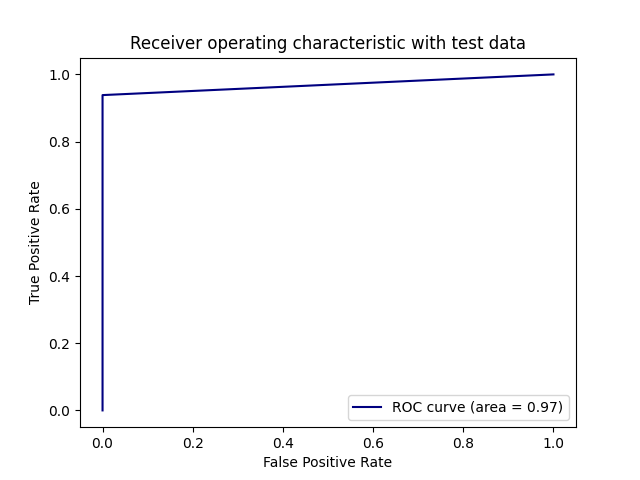 Receiver operating characteristic with test data
1.0
0.8
0.6
0.4
0.2
0.0
True Positive Rate
ROC curve (area = 0.97)
0.0 0.2 0.4 0.6 0.8 1.0
False Positive Rate